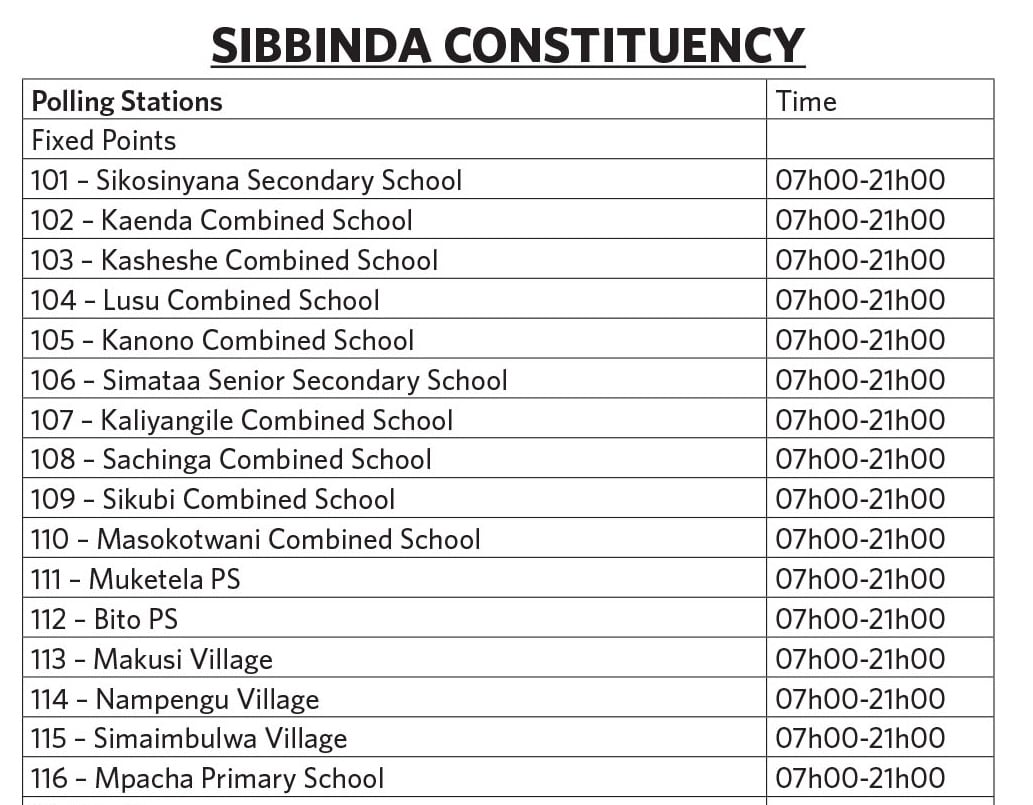 SIBBINDA CONSTITUENCY
Polling Stations Time
Fixed Points
101 – Sikosinyana Secondary School 07h00-21h00
102 – Kaenda Combined School 07h00-21h00
103 – Kasheshe Combined School 07h00-21h00
104 – Lusu Combined School 07h00-21h00
105 – Kanono Combined School 07h00-21h00
106 – Simataa Senior Secondary School 07h00-21h00
107 – Kaliyangile Combined School 07h00-21h00
108 – Sachinga Combined School 07h00-21h00
109 – Sikubi Combined School 07h00-21h00
110 – Masokotwani Combined School 07h00-21h00
111 – Muketela PS 07h00-21h00
112 – Bito PS 07h00-21h00
113 – Makusi Village 07h00-21h00
114 – Nampengu Village 07h00-21h00
115 – Simaimbulwa Village 07h00-21h00
116 – Mpacha Primary School 07h00-21h00